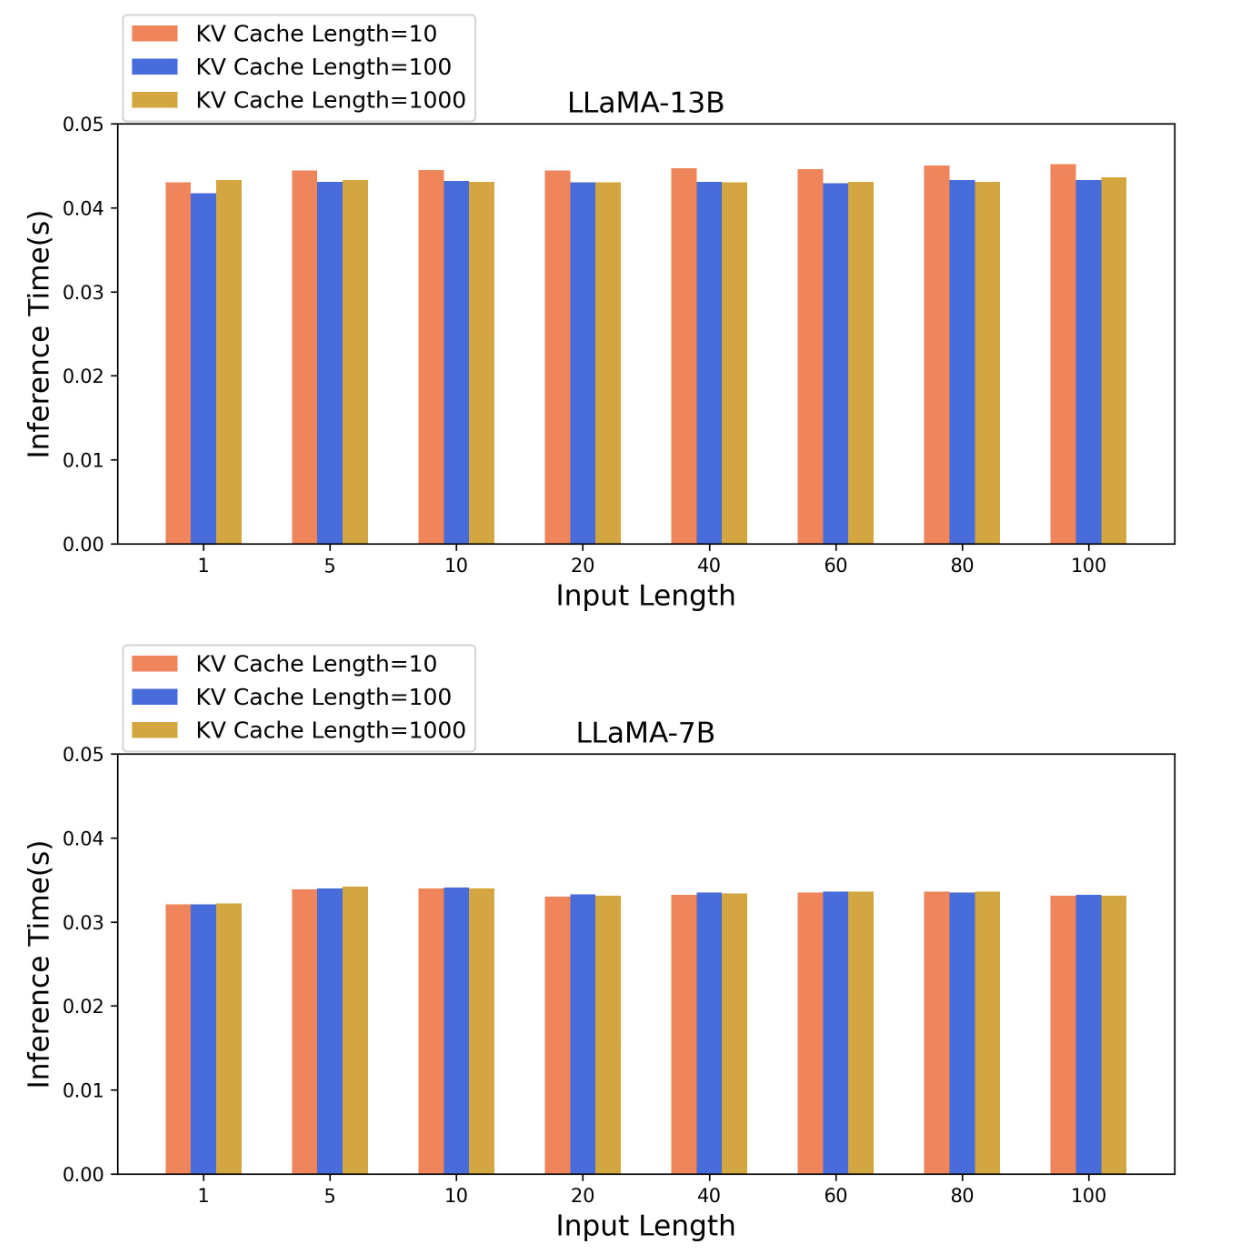 KV Cache Length=10
KV Cache Length=100
KV Cache Length=1000
LLaMA-13B
0.05
0.04
0.03
0.02
0.01
0.00
Inference Time(s)
1 5 10 20 40 60 80 100
Input Length
KV Cache Length=10
KV Cache Length=100
KV Cache Length=1000
LLaMA-7B
0.05
0.04
0.03
0.02
0.01
0.00
Inference Time(s)
1 5 10 20 40 60 80 100
Input Length